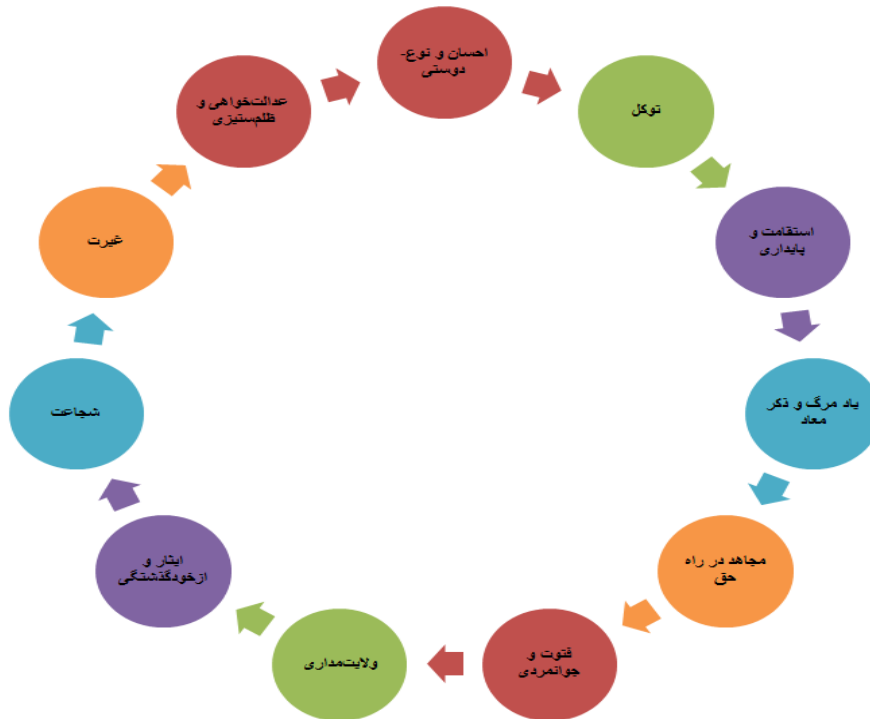 احسان و نوع-
دوستی
توکل
استقامت و
پایداری
یاد مرگ و ذکر
معاد
مجاهد در راه
حق
فتوت و
جوانمردی
ولایت‌مداری
ایثار و
ازخودگذشتگی
شجاعت
غیرت
عدالت‌خواهی و
ظلم‌ستیزی